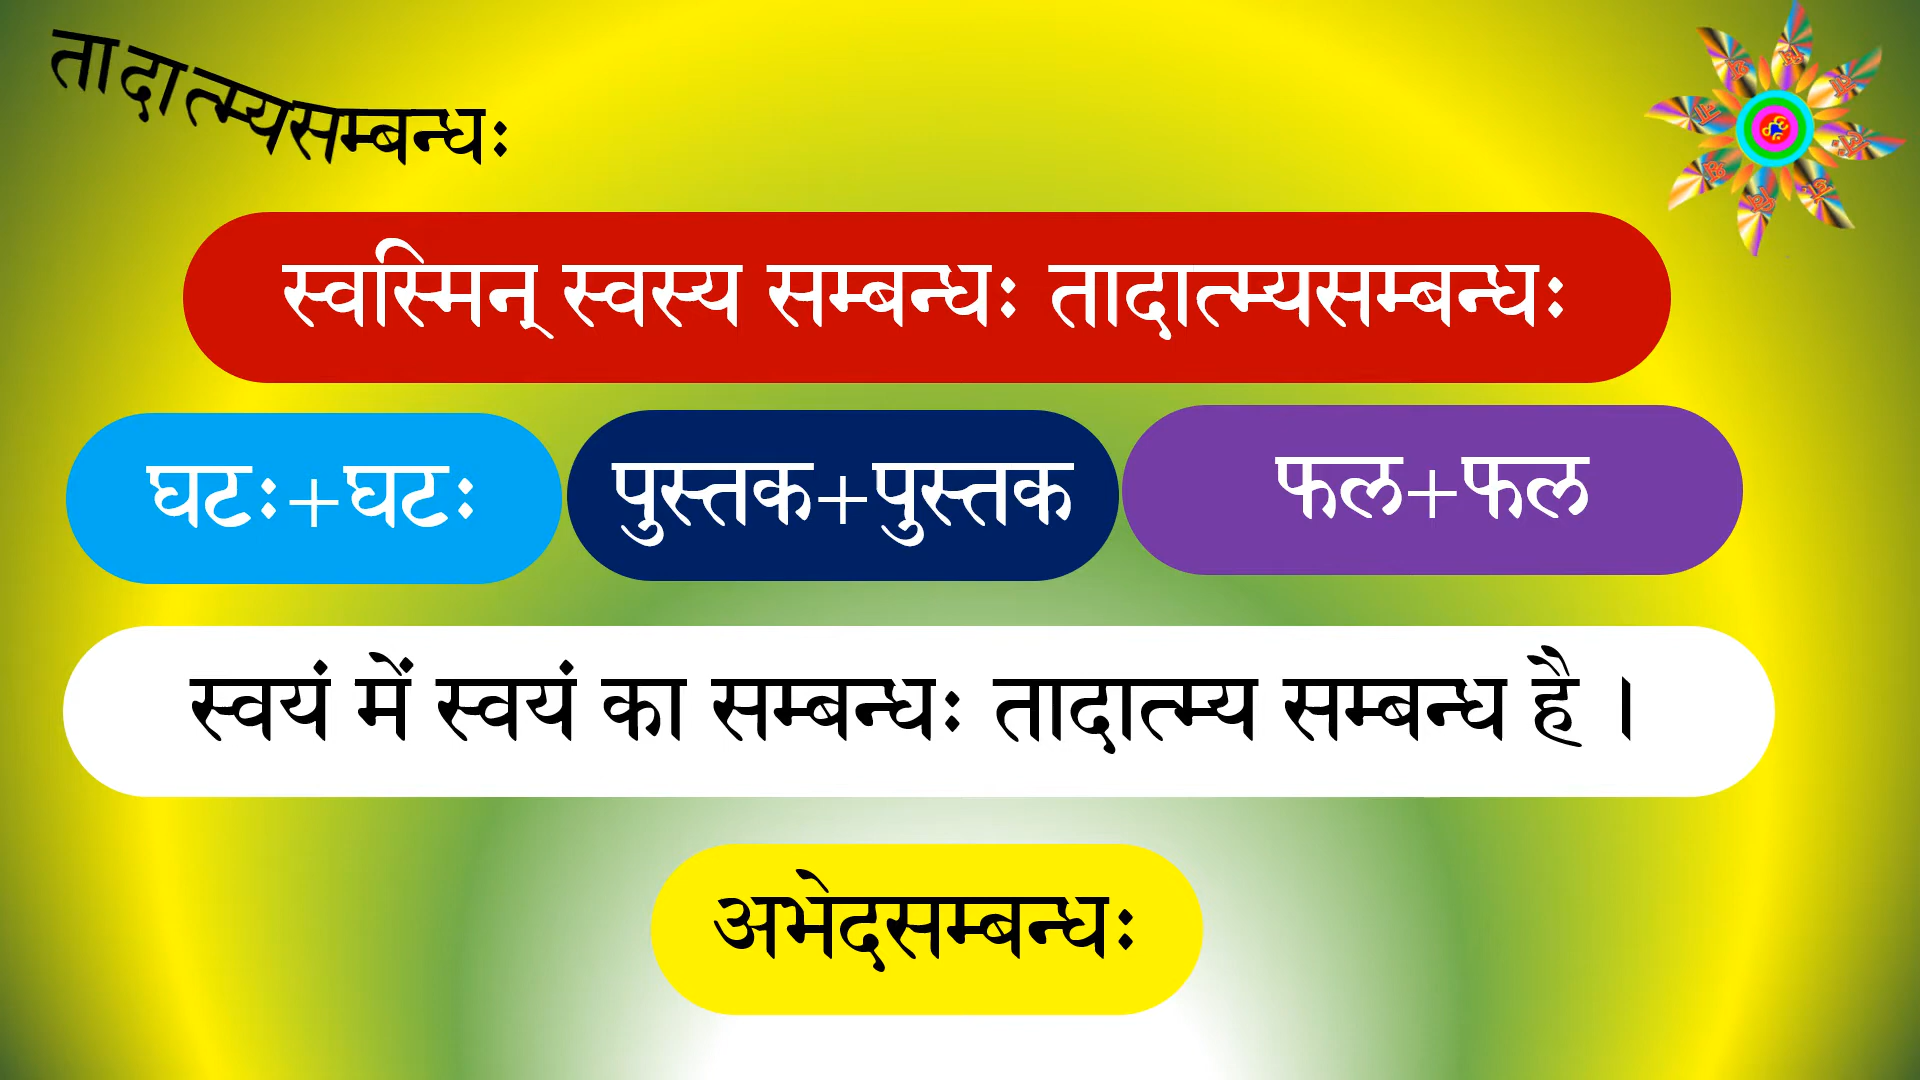 तादात्म्यसम्बन्धः
स्वस्मिन् स्वस्य सम्बन्धः तादात्म्यसम्बन्धः
घटः+घटः पुस्तक+पुस्तक फल+फल
स्वयं में स्वयं का सम्बन्धः तादात्म्य सम्बन्ध है ।
अभेदसम्बन्धः